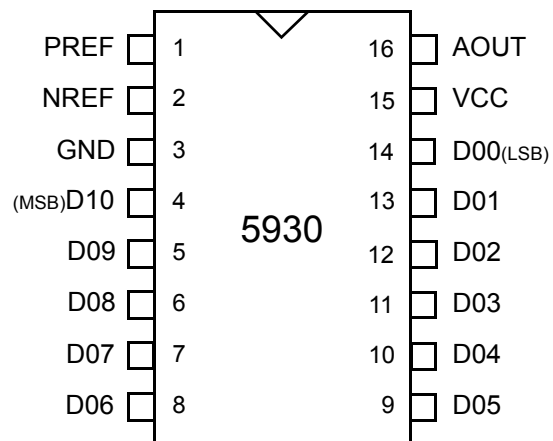 PREF 1 16 AOUT
NREF 2 15 VCC
GND 3 14 D00(LSB)
(MSB)D10 4 13 D01
5930
D09 5 12 D02
D08 6 11 D03
D07 7 10 D04
D06 8 9 D05